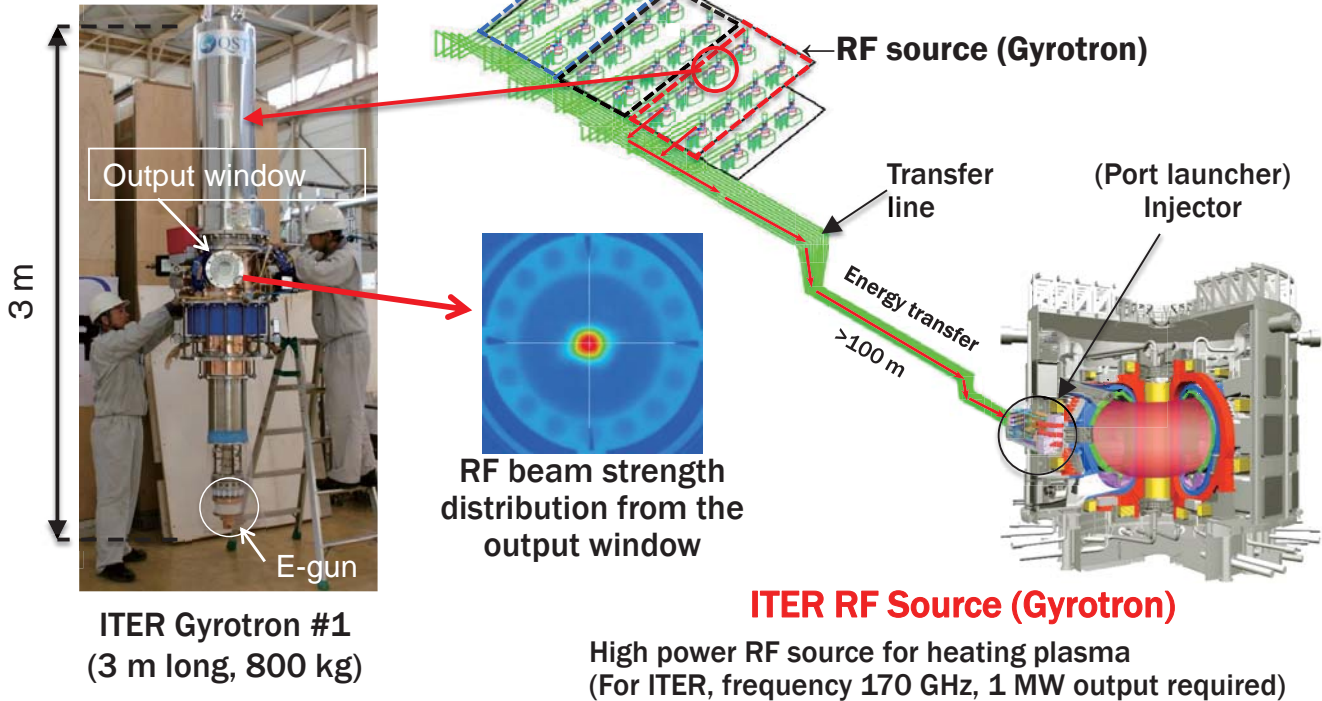 QST
←RF source (Gyrotron)
Output window
3 m
Transfer
line
(Port launcher)
Injector
Energy transfer
>100 m
RF beam strength
distribution from the
output window
E-gun
ITER Gyrotron #1
(3 m long, 800 kg)
ITER RF Source (Gyrotron)
High power RF source for heating plasma
(For ITER, frequency 170 GHz, 1 MW output required)